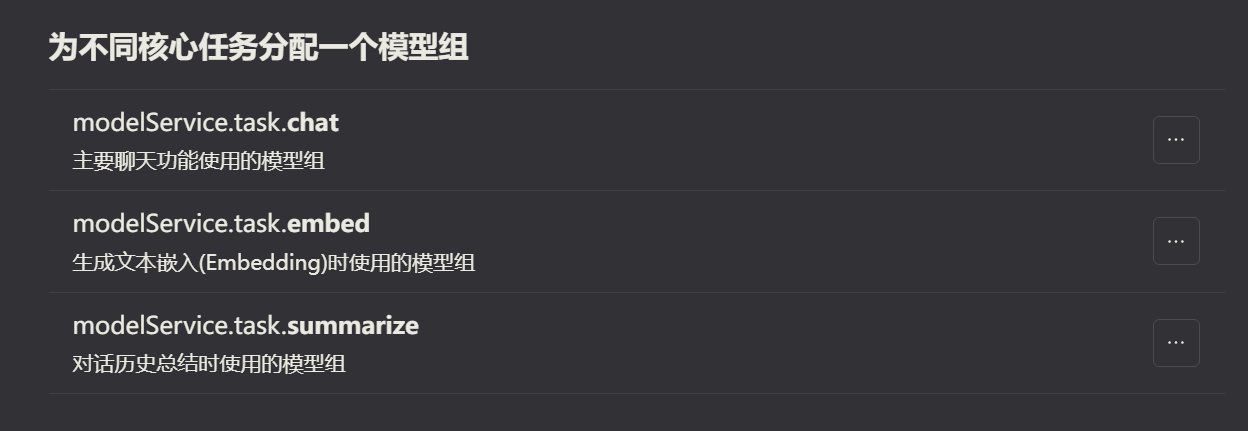 为不同核心任务分配一个模型组
modelService.task.chat
主要聊天功能使用的模型组
...
modelService.task.embed
生成文本嵌入(Embedding)时使用的模型组
...
modelService.task.summarize
对话历史总结时使用的模型组
...